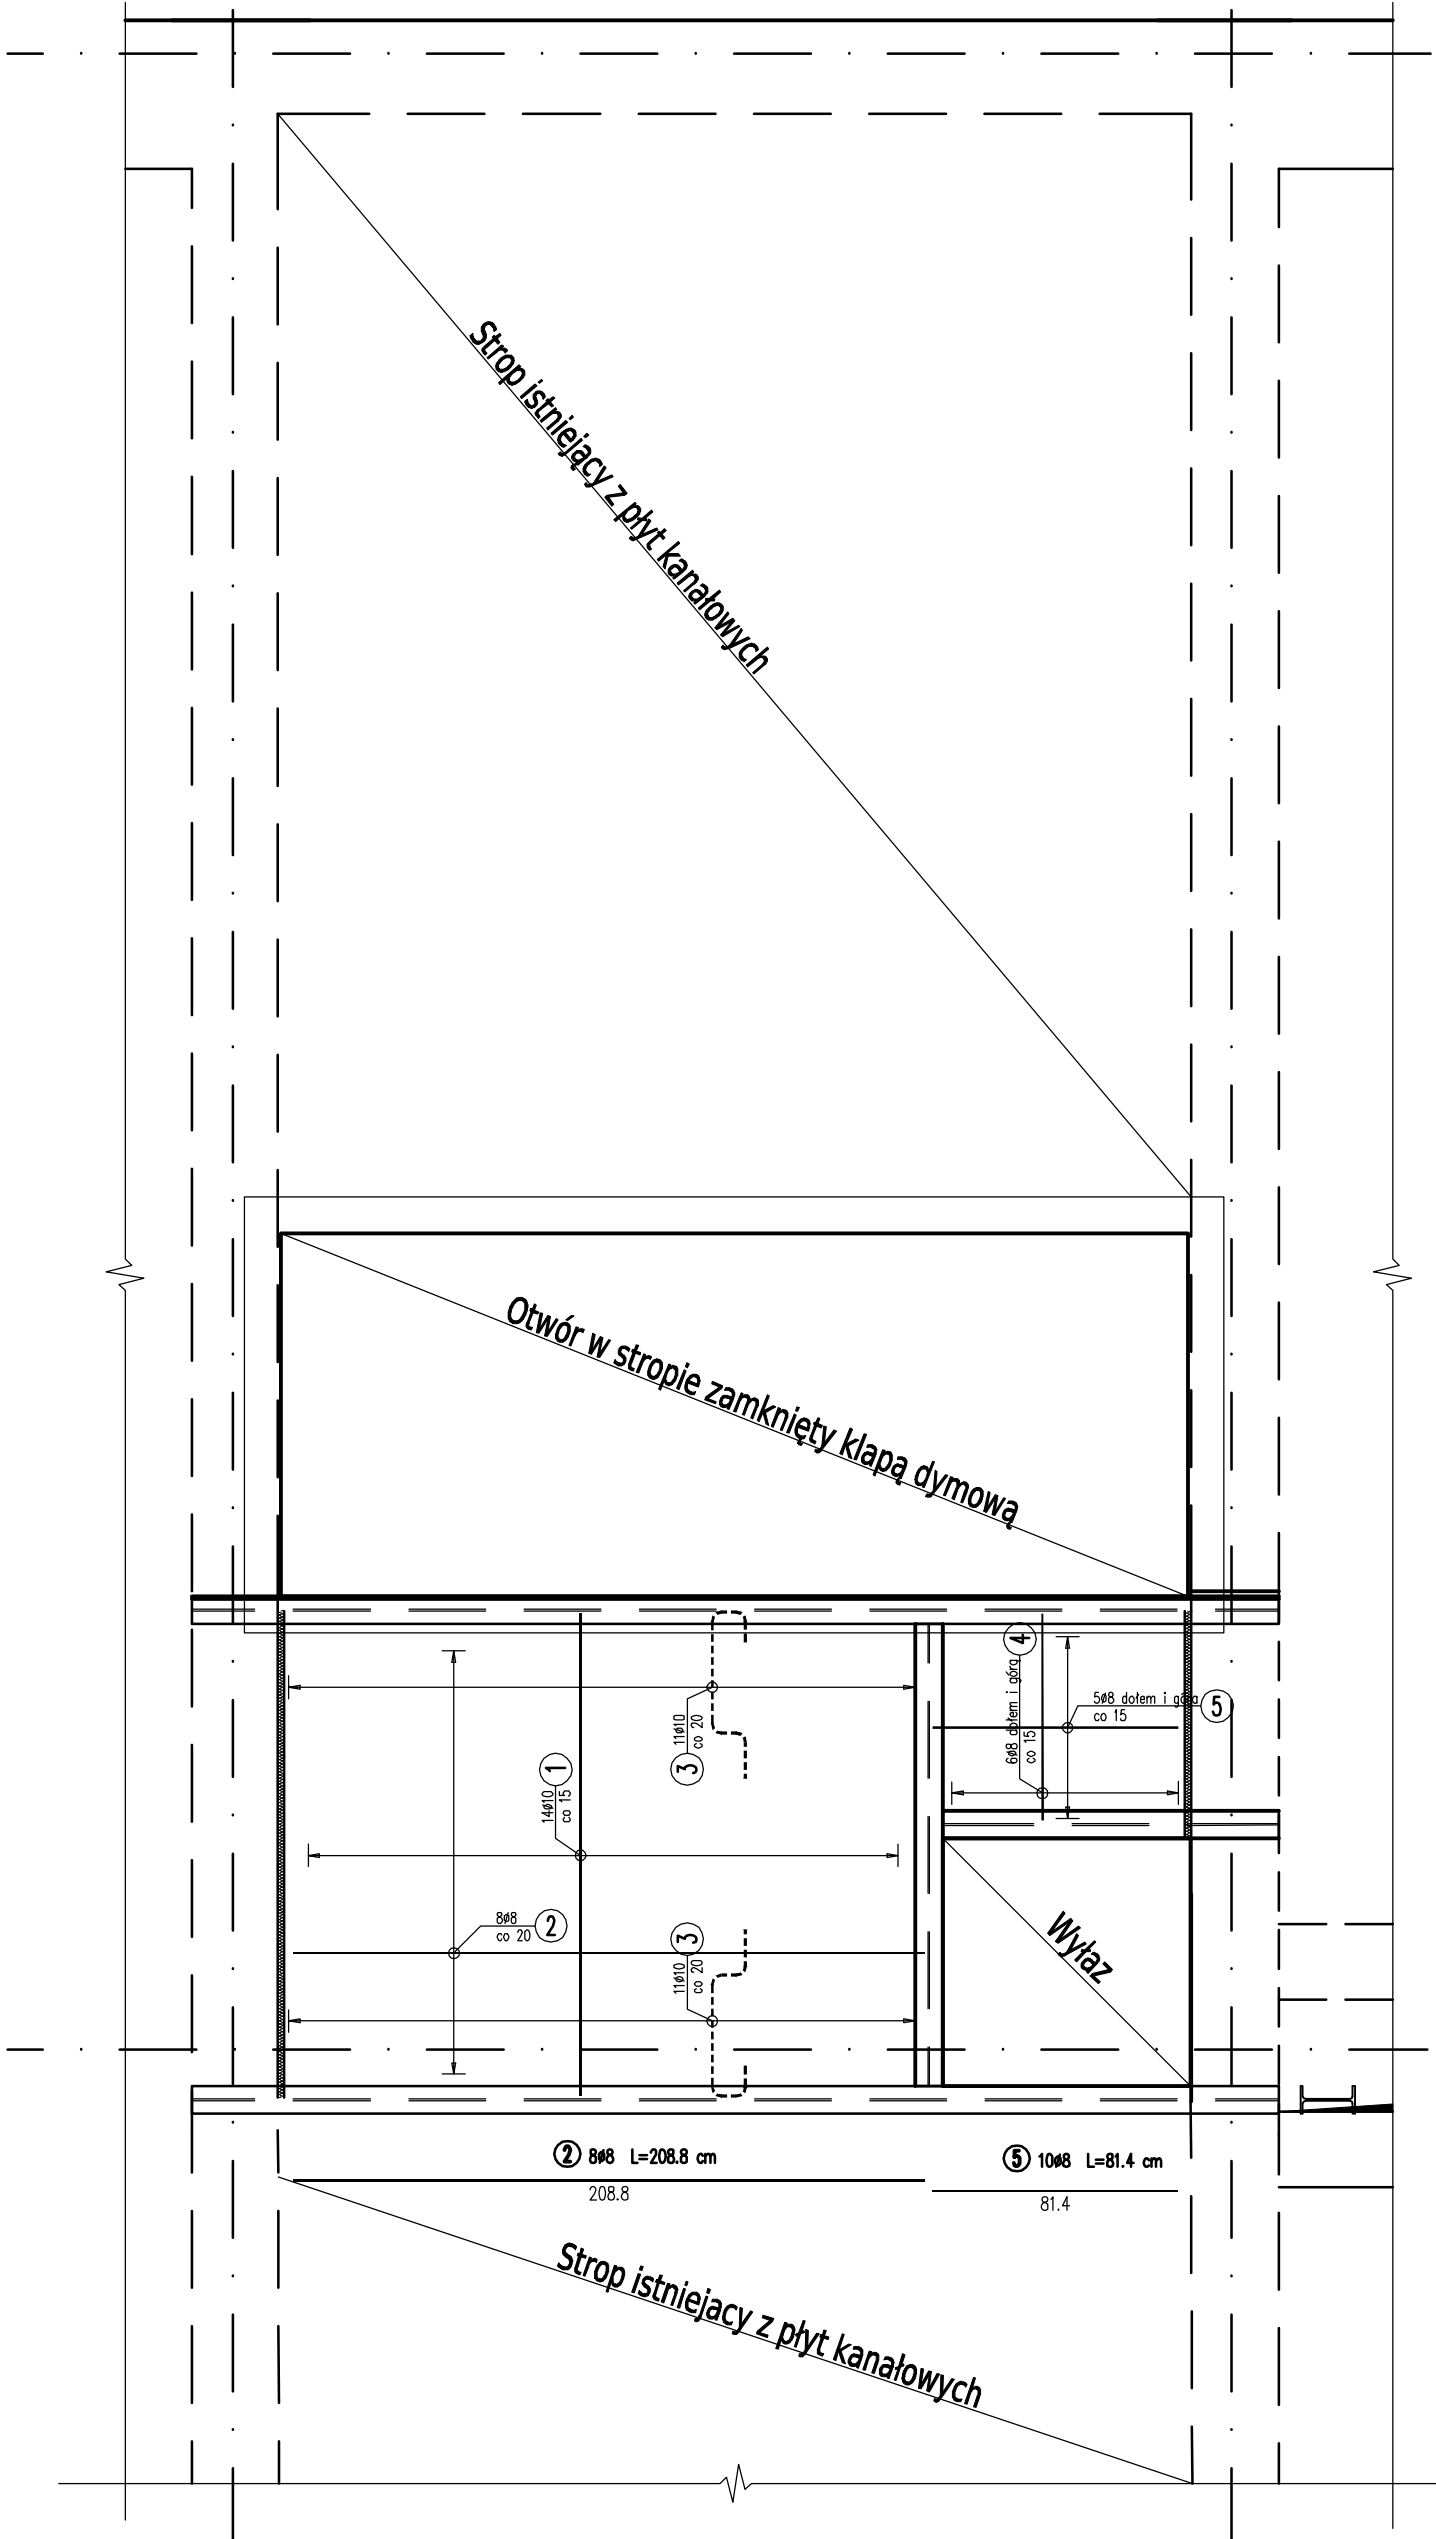 Strop istniejący z płyt kanałowych
Otwór w stropie zamknięty klapą dymową
4
6ø8 dołem i górą
co 15
5ø8 dołem i górą
co 15
5
11ø10
co 20
3
1
14ø10
co 15
8ø8
co 20
2
3
11ø10
co 20
Wyłaz
2 8ø8 L=208.8 cm
208.8
5 10ø8 L=81.4 cm
81.4
Strop istniejacy z płyt kanałowych